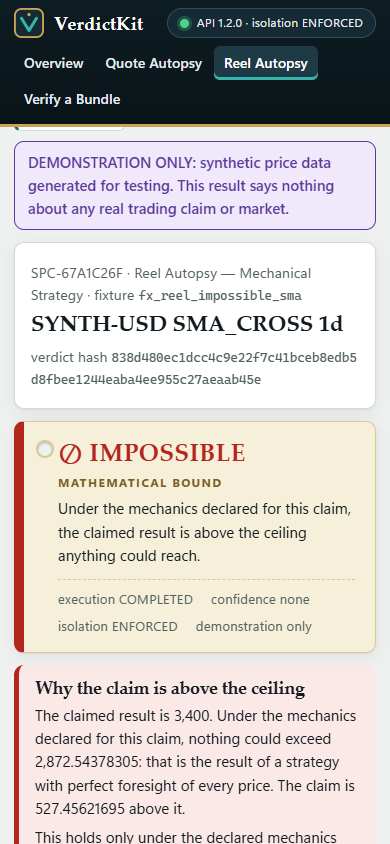 VerdictKit
API 1.2.0 · isolation ENFORCED
Overview
Quote Autopsy
Reel Autopsy
Verify a Bundle
DEMONSTRATION ONLY: synthetic price data
generated for testing. This result says nothing
about any real trading claim or market.
SPC-67A1C26F · Reel Autopsy — Mechanical
Strategy · fixture fx_reel_impossible_sma
SYNTH-USD SMA_CROSS 1d
verdict hash 838d480ec1dcc4c9e22f7c41bceb8edb5
d8fbee1244eaba4ee955c27aeaab45e
IMPOSSIBLE
MATHEMATICAL BOUND
Under the mechanics declared for this claim,
the claimed result is above the ceiling
anything could reach.
execution COMPLETED confidence none
isolation ENFORCED demonstration only
Why the claim is above the ceiling
The claimed result is 3,400. Under the mechanics
declared for this claim, nothing could exceed
2,872.54378305: that is the result of a strategy
with perfect foresight of every price. The claim is
527.45621695 above it.
This holds only under the declared mechanics